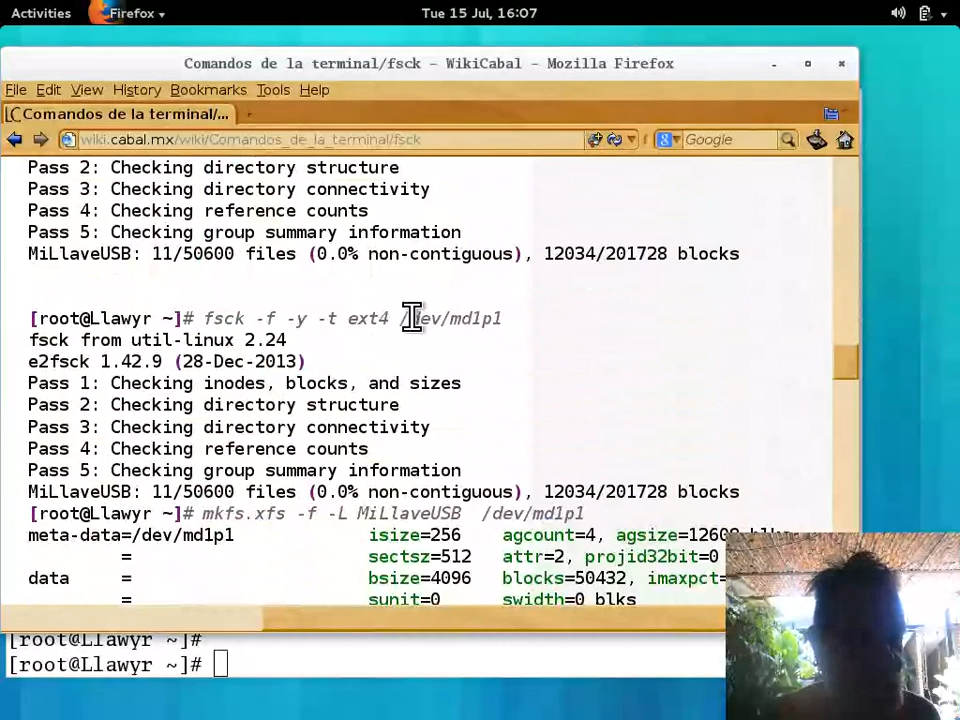 Activities Firefox Tue 15 Jul, 16:07
Comandos de la terminal/fsck - WikiCabal - Mozilla Firefox
File Edit View History Bookmarks Tools Help
Comandos de la terminal/...
wiki.cabal.mx/wiki/Comandos_de_la_terminal/fsck Google
Pass 2: Checking directory structure
Pass 3: Checking directory connectivity
Pass 4: Checking reference counts
Pass 5: Checking group summary information
MiLlaveUSB: 11/50600 files (0.0% non-contiguous), 12034/201728 blocks
[root@Llawyr ~]# fsck -f -y -t ext4 /dev/md1p1
fsck from util-linux 2.24
e2fsck 1.42.9 (28-Dec-2013)
Pass 1: Checking inodes, blocks, and sizes
Pass 2: Checking directory structure
Pass 3: Checking directory connectivity
Pass 4: Checking reference counts
Pass 5: Checking group summary information
MiLlaveUSB: 11/50600 files (0.0% non-contiguous), 12034/201728 blocks
[root@Llawyr ~]# mkfs.xfs -f -L MiLlaveUSB /dev/md1p1
meta-data=/dev/md1p1 isize=256 agcount=4, agsize=12608 blks
= sectsz=512 attr=2, projid32bit=0
data = bsize=4096 blocks=50432, imaxpct=
= sunit=0 swidth=0 blks
[root@Llawyr ~]#
[root@Llawyr ~]#